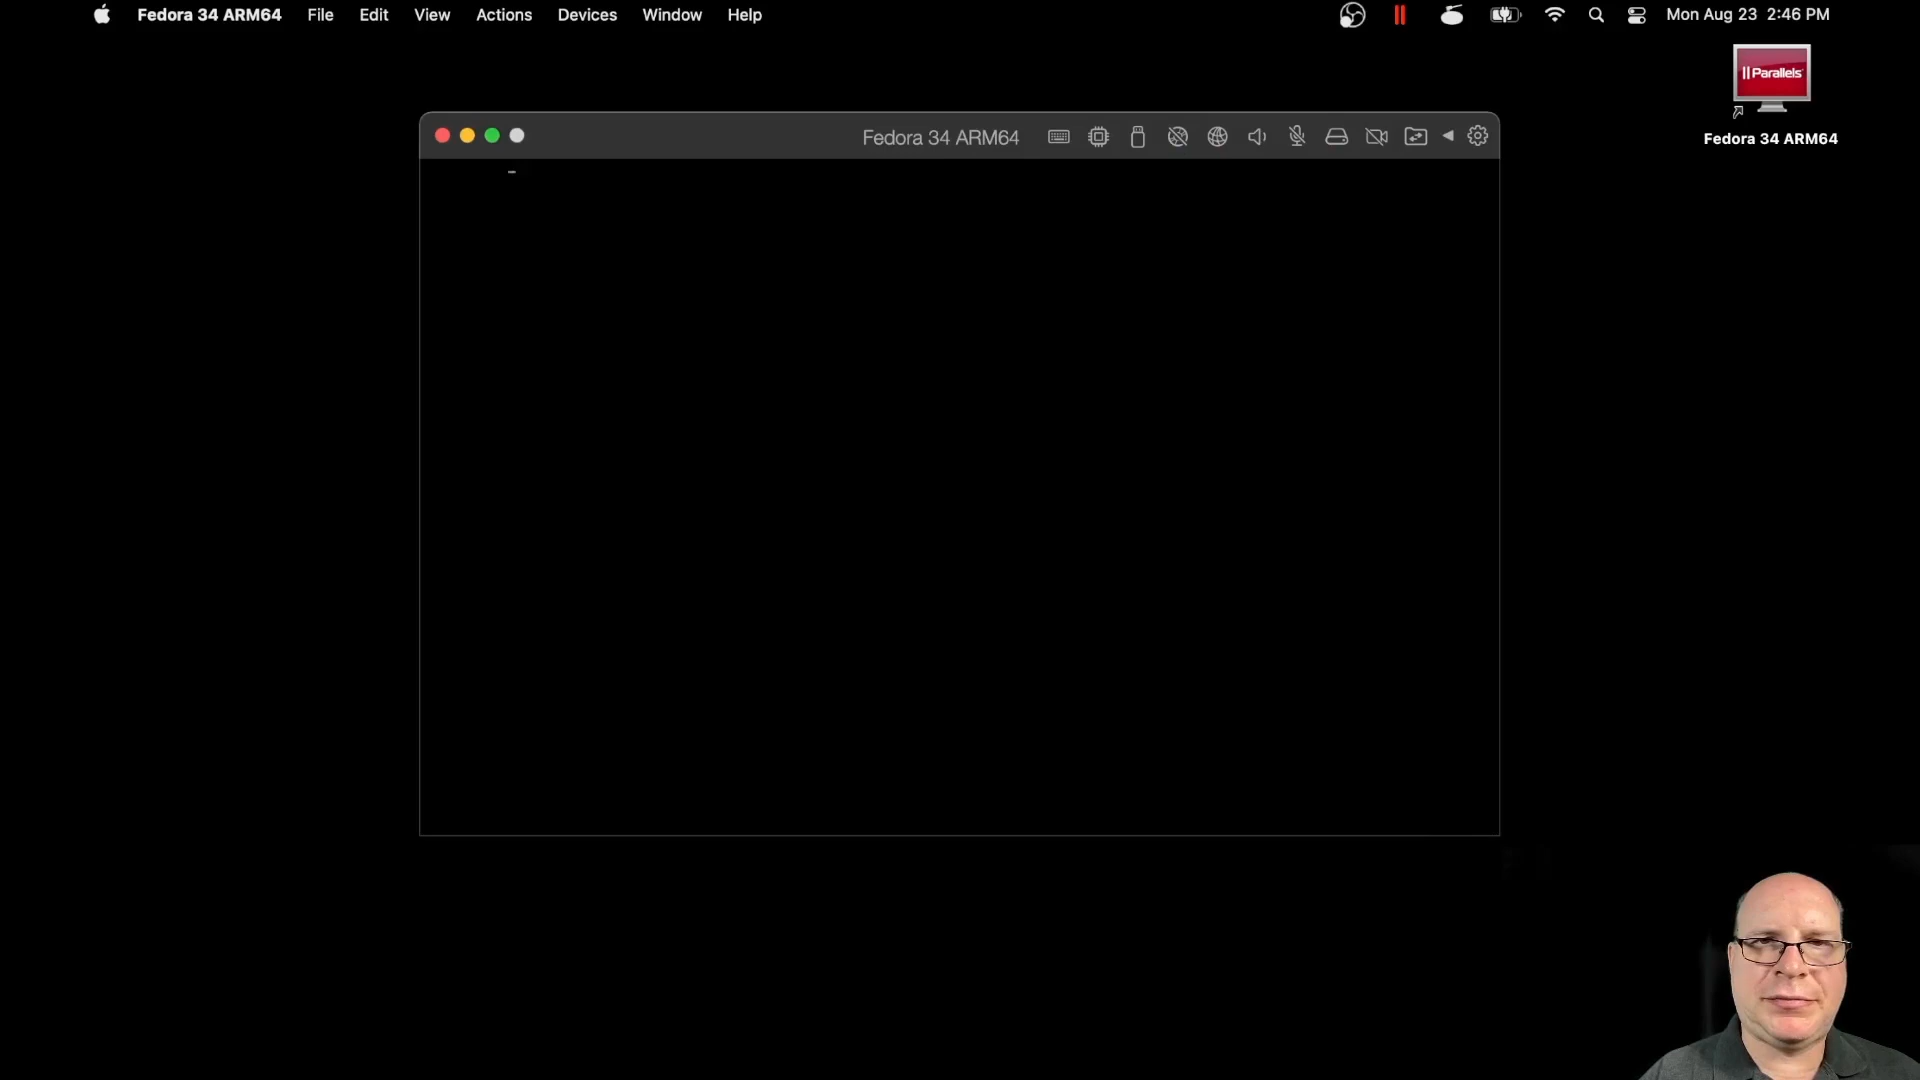 Fedora 34 ARM64 File Edit View Actions Devices Window Help Mon Aug 23 2:46 PM
Parallels
Fedora 34 ARM64
Fedora 34 ARM64